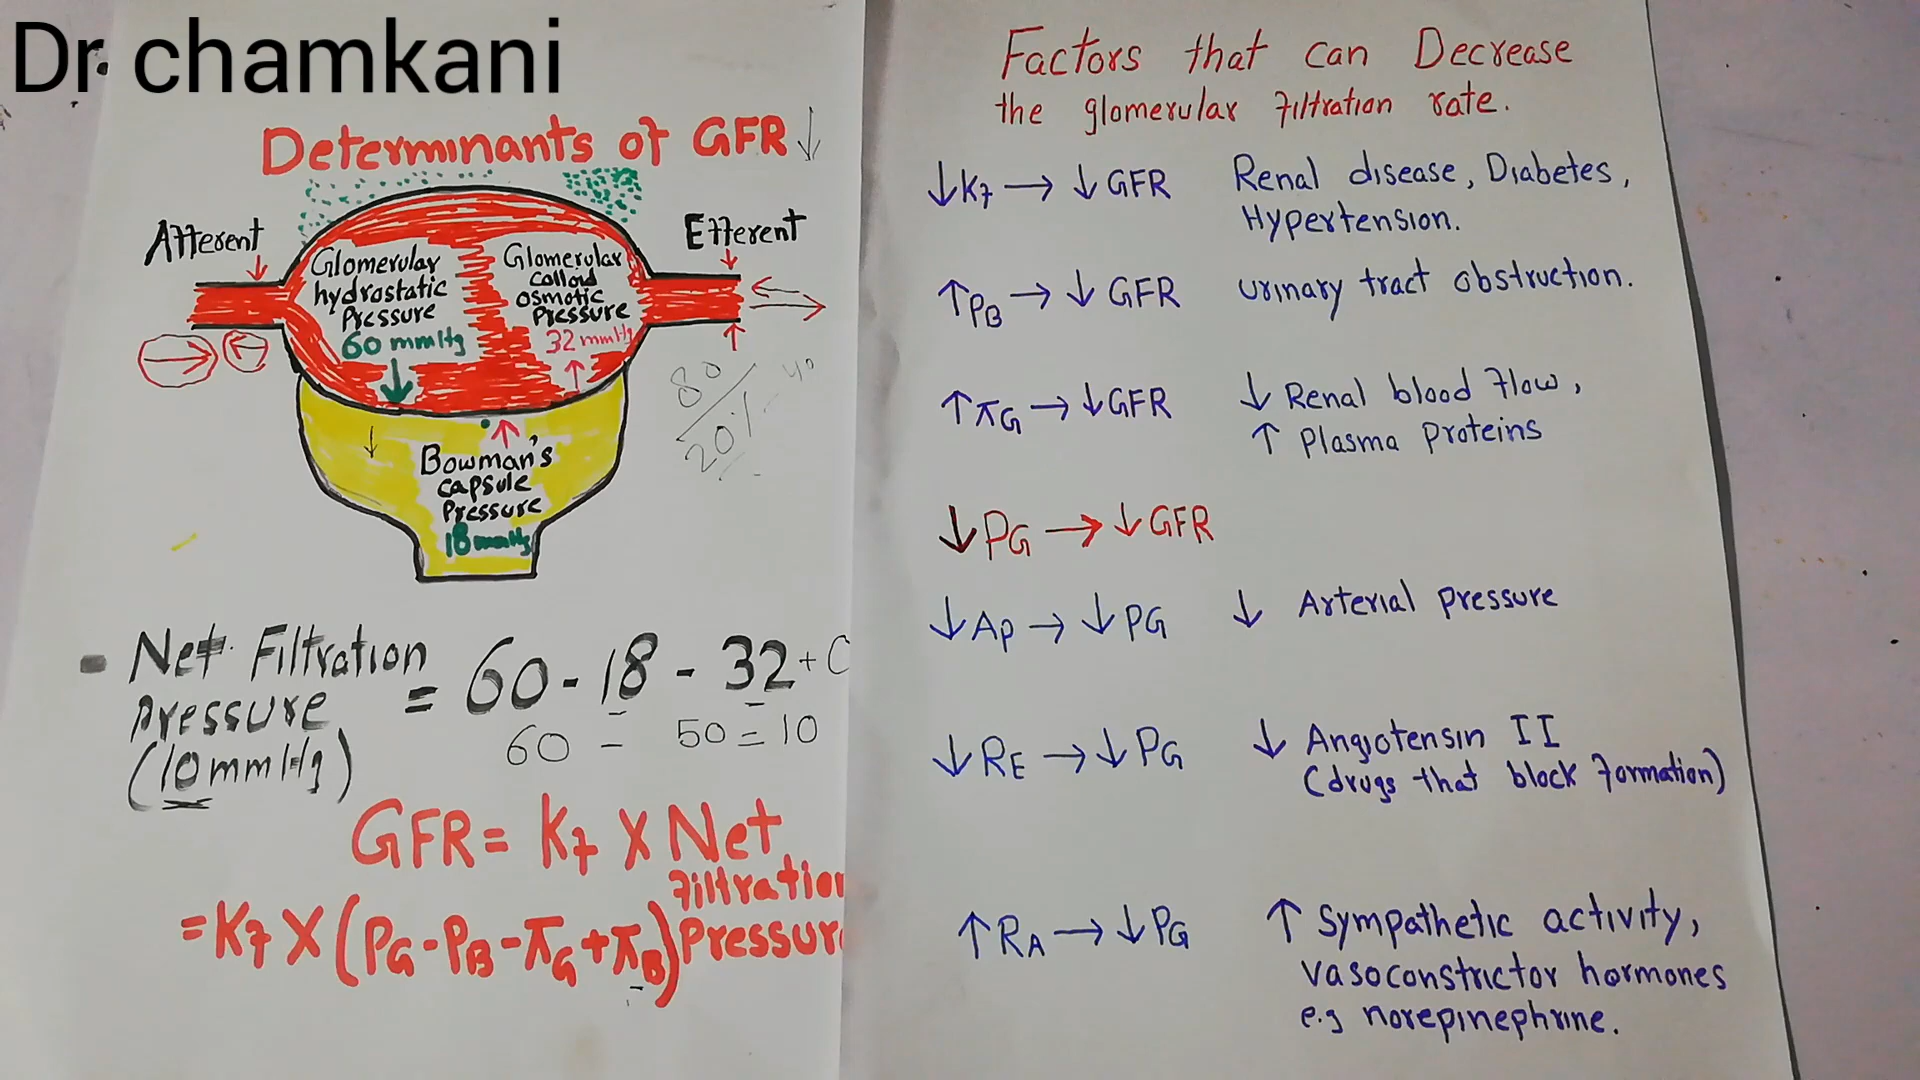 Dr chamkani
Determinants of GFR ↓
Afferent
Efferent
Glomerular
hydrostatic
Pressure
60 mmHg
Glomerular
colloid
osmotic
Pressure
32 mmHg
80
20%
Bowman's
capsule
Pressure
18 mmHg
Net Filtration
Pressure
(10 mmHg)
= 60 - 18 - 32 +
60 - 50 = 10
GFR = Kf X Net
filtration
Pressur
= Kf X (PG - PB - πG + πB)
Factors that can Decrease
the glomerular filtration rate.
↓Kf → ↓ GFR Renal disease, Diabetes,
Hypertension.
↑PB → ↓ GFR urinary tract obstruction.
↑πG → ↓GFR ↓ Renal blood flow,
↑ Plasma proteins
↓PG → ↓GFR
↓Ap → ↓PG ↓ Arterial pressure
↓RE → ↓PG ↓ Angiotensin II
(drugs that block formation)
↑RA → ↓PG ↑ Sympathetic activity,
vasoconstrictor hormones
e.g norepinephrine.